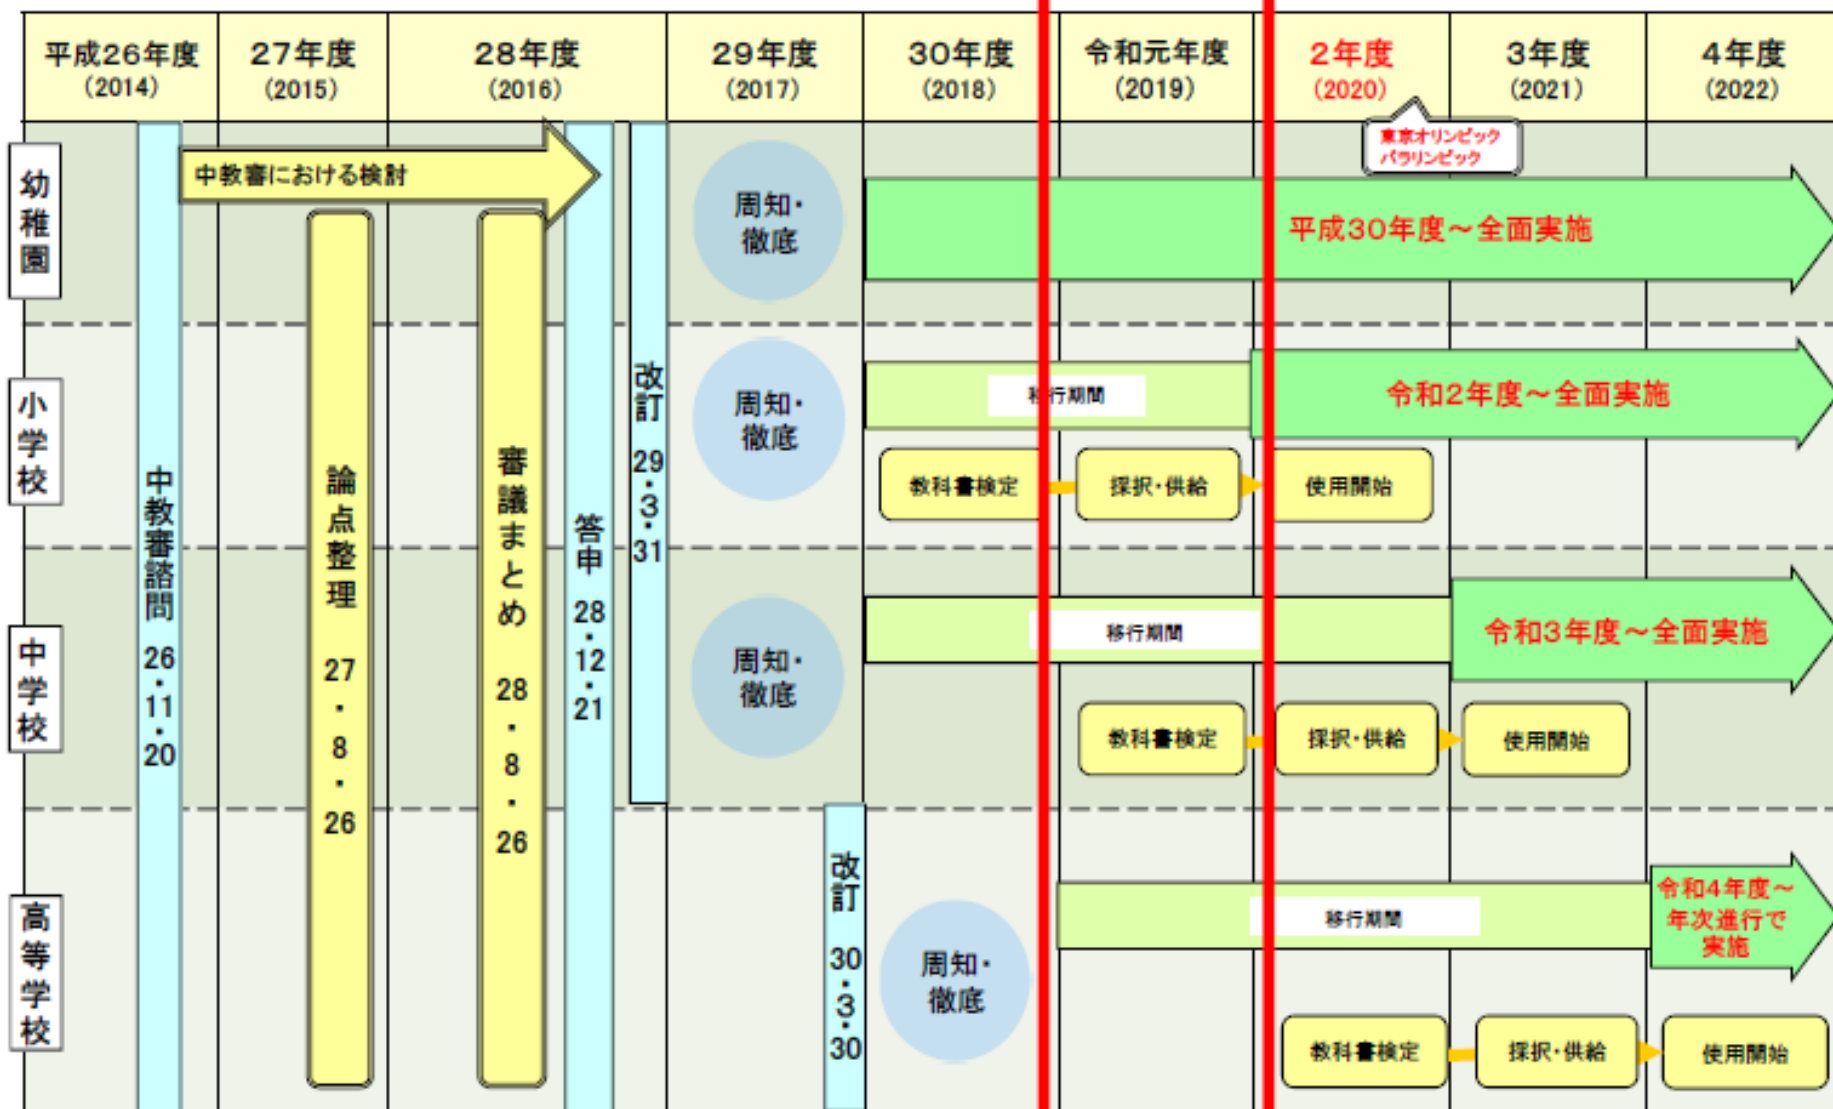 平成26年度
(2014)
27年度
(2015)
28年度
(2016)
29年度
(2017)
30年度
(2018)
令和元年度
(2019)
2年度
(2020)
3年度
(2021)
4年度
(2022)
東京オリンピック
パラリンピック
幼稚園
中教審における検討
周知・
徹底
平成30年度～全面実施
小学校
周知・
徹底
移行期間
令和2年度～全面実施
教科書検定
採択・供給
使用開始
中教審諮問 26・11・20
論点整理 27・8・26
審議まとめ 28・8・26
答申 28・12・21
改訂 29・3・31
中学校
周知・
徹底
移行期間
令和3年度～全面実施
教科書検定
採択・供給
使用開始
高等学校
改訂 30・3・30
周知・
徹底
移行期間
令和4年度～
年次進行で
実施
教科書検定
採択・供給
使用開始